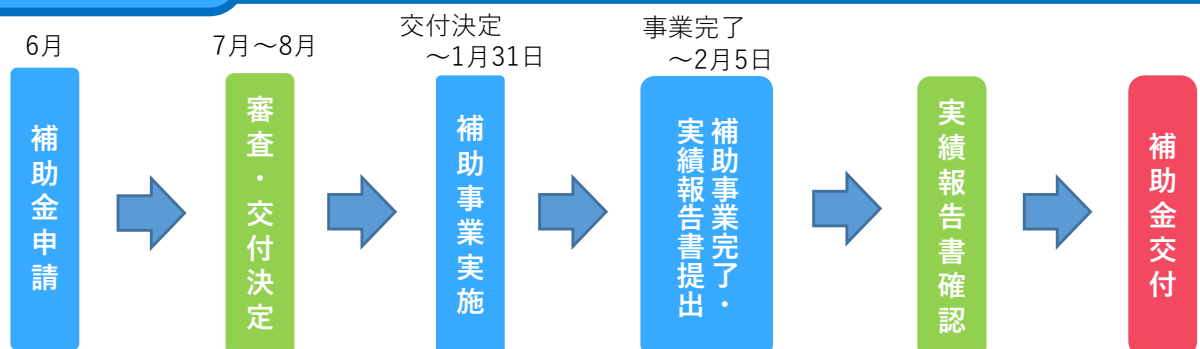 6月
補助金申請
7月～8月
審査・交付決定
交付決定
～1月31日
補助事業実施
事業完了
～2月5日
補助事業完了・
実績報告書提出
実績報告書確認
補助金交付